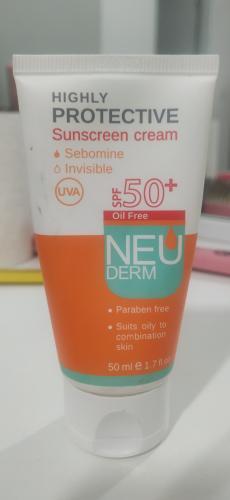 HIGHLY
PROTECTIVE
Sunscreen cream
Sebomine
Invisible
UVA
SPF 50+
Oil Free
NEU
DERM
• Paraben free
• Suits oily to
combination
skin
50 ml e 1.7 fl